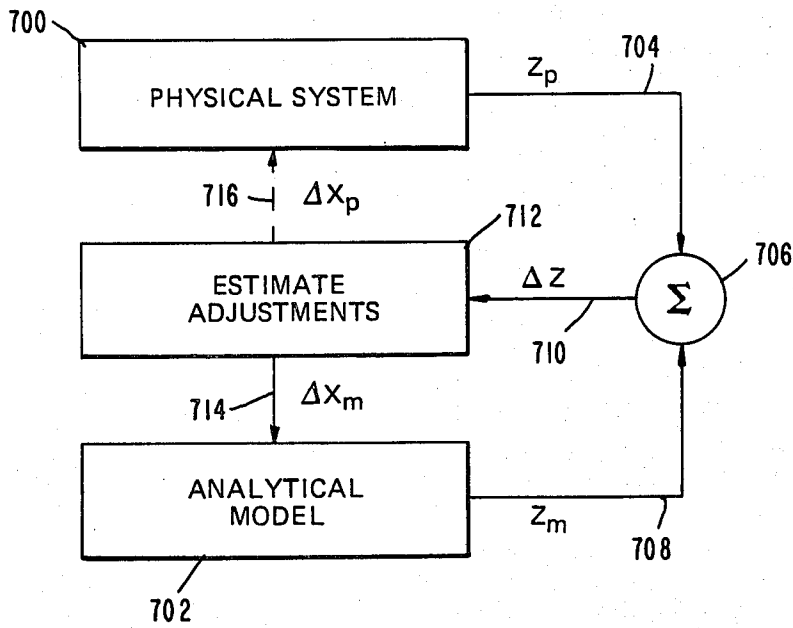 700
PHYSICAL SYSTEM
Zp
704
716
ΔXp
712
ESTIMATE
ADJUSTMENTS
ΔZ
710
Σ
706
714
ΔXm
ANALYTICAL
MODEL
Zm
708
702